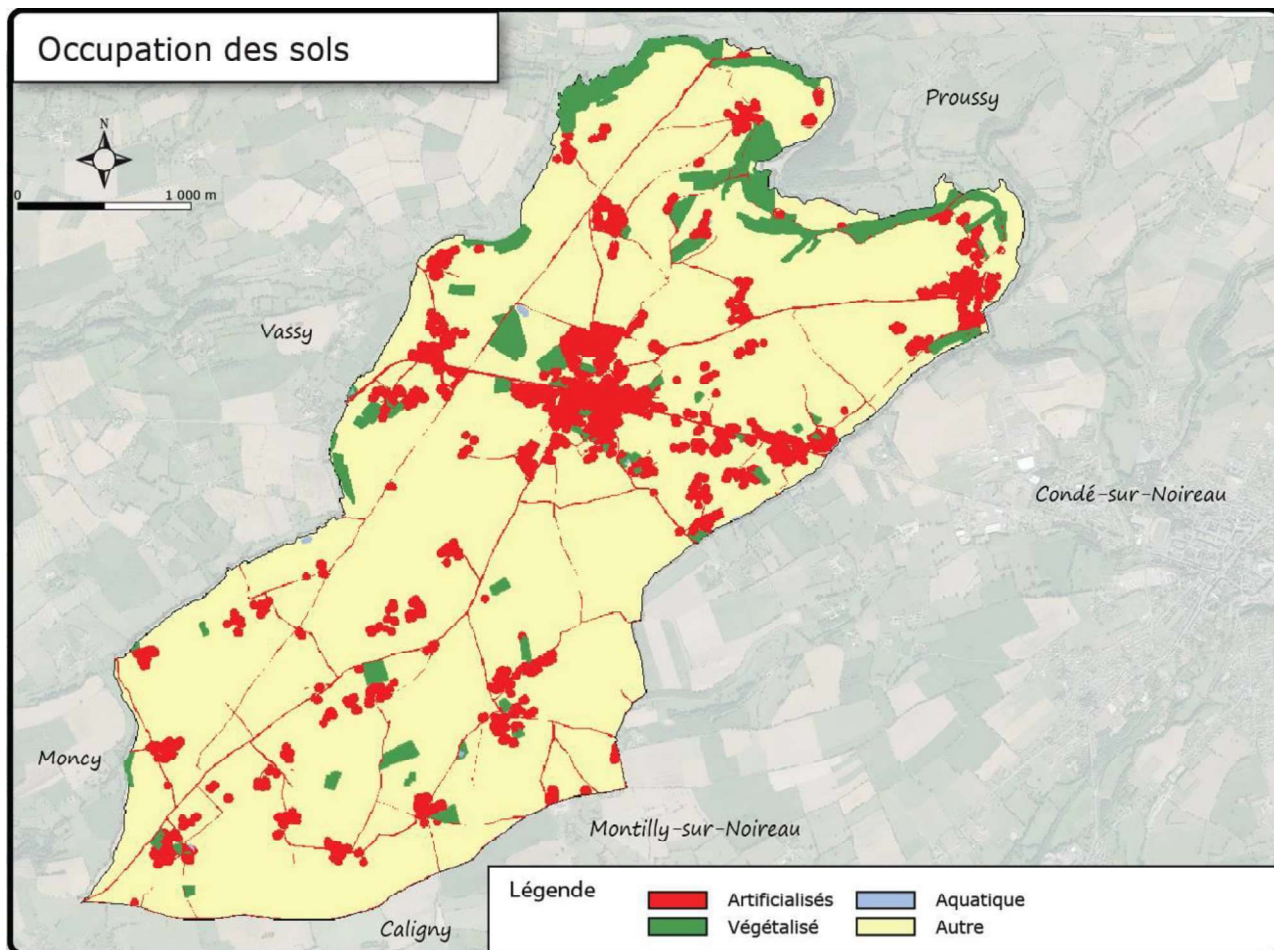 Occupation des sols
Proussy
N
0 1 000 m
Vassy
Condé-sur-Noireau
Moncy
Montilly-sur-Noireau
Caligny
Légende
Artificialisés Aquatique
Végétalisé Autre